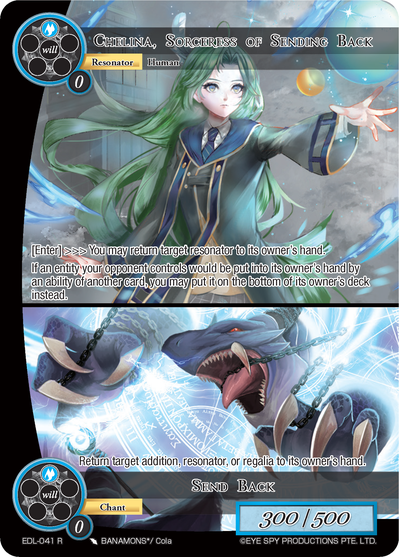 will
0
Chelina, Sorceress of Sending Back
Resonator Human
[Enter] >>> You may return target resonator to its owner's hand.
If an entity your opponent controls would be put into its owner's hand by
an ability of another card, you may put it on the bottom of its owner's deck
instead.
Return target addition, resonator, or regalia to its owner's hand.
Send Back
will
0
Chant
300/500
EDL-041 R BANAMONS*/ Cola ©EYE SPY PRODUCTIONS PTE. LTD.